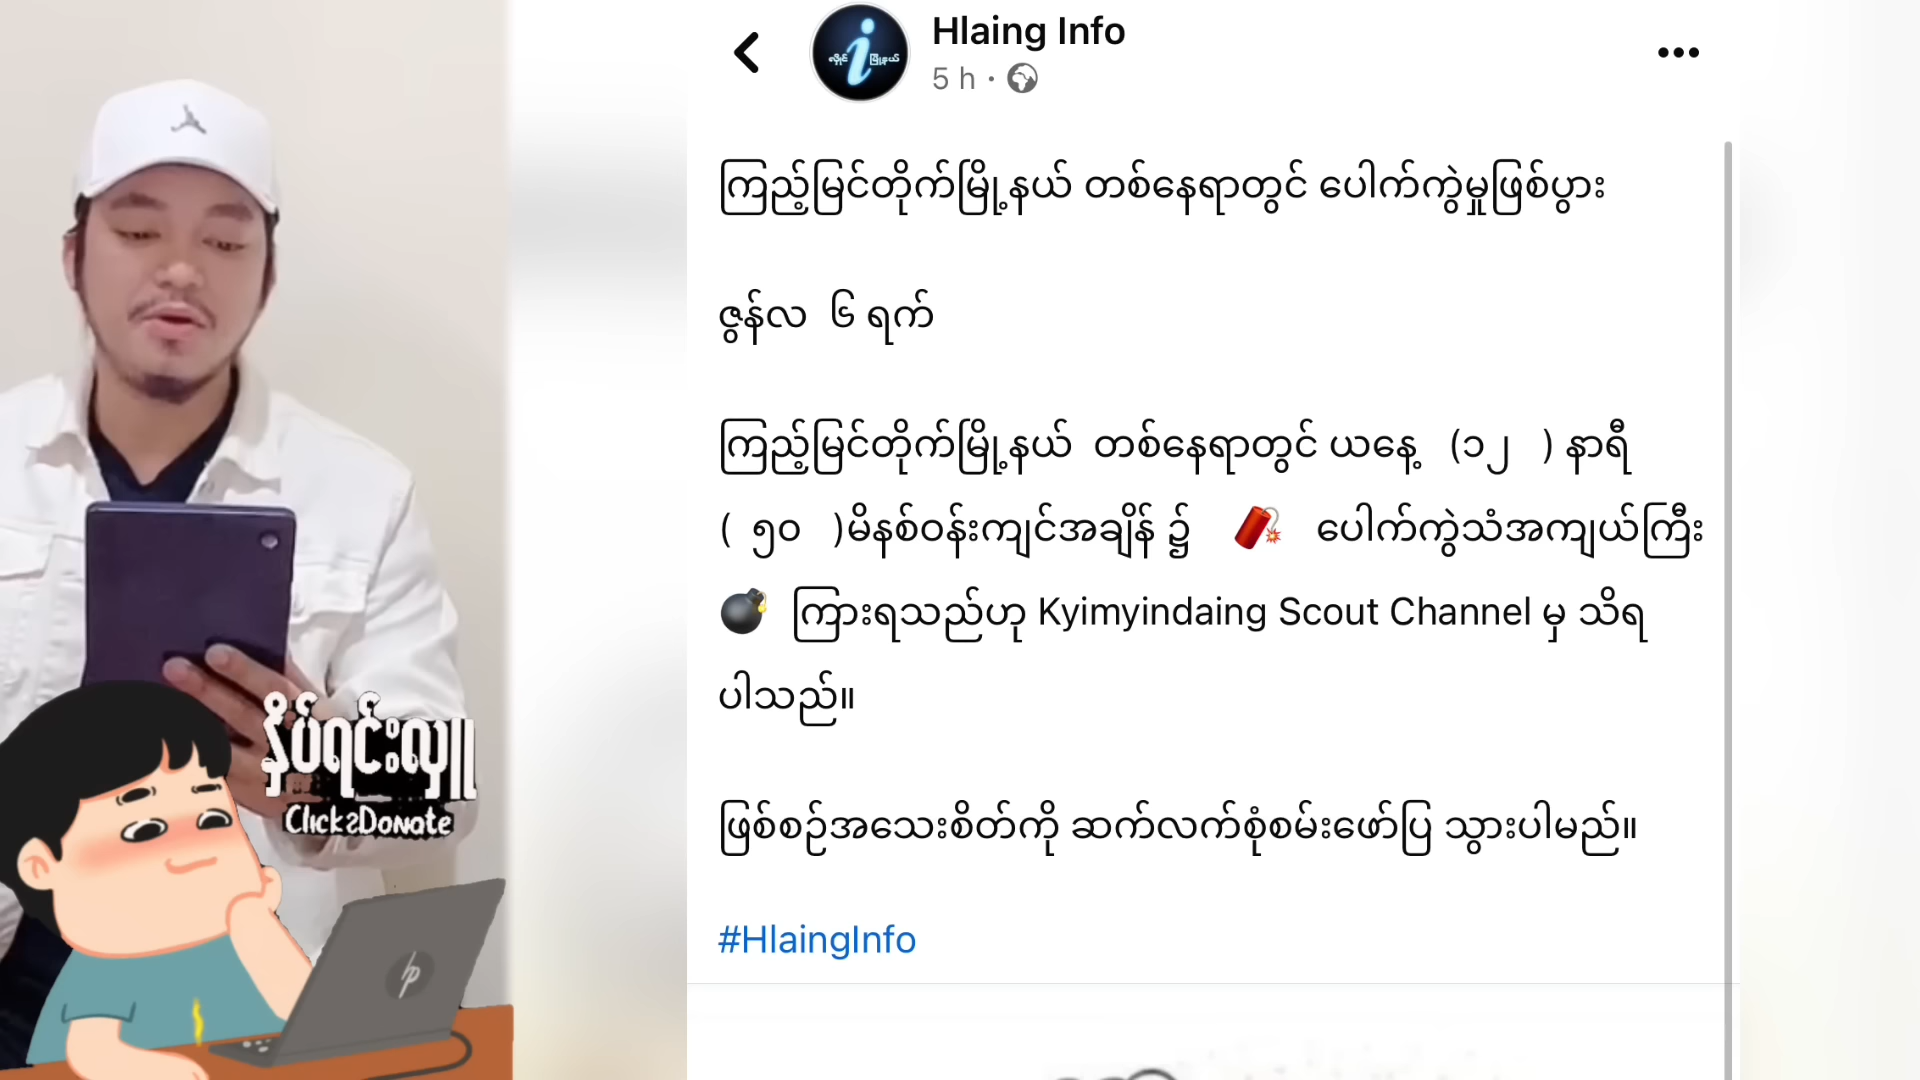 Hlaing Info
လှိုင် i မြို့နယ်
5 h ·
ကြည့်မြင်တိုက်မြို့နယ် တစ်နေရာတွင် ပေါက်ကွဲမှုဖြစ်ပွား
ဇွန်လ ၆ ရက်
ကြည့်မြင်တိုက်မြို့နယ် တစ်နေရာတွင် ယနေ့ (၁၂ ) နာရီ
( ၅၀ )မိနစ်ဝန်းကျင်အချိန် ၌ 🧨 ပေါက်ကွဲသံအကျယ်ကြီး
💣 ကြားရသည်ဟု Kyimyindaing Scout Channel မှ သိရ
ပါသည်။
ဖြစ်စဉ်အသေးစိတ်ကို ဆက်လက်စုံစမ်းဖော်ပြ သွားပါမည်။
#HlaingInfo
နှိပ်ရင်းလှူ
Click2Donate
hp